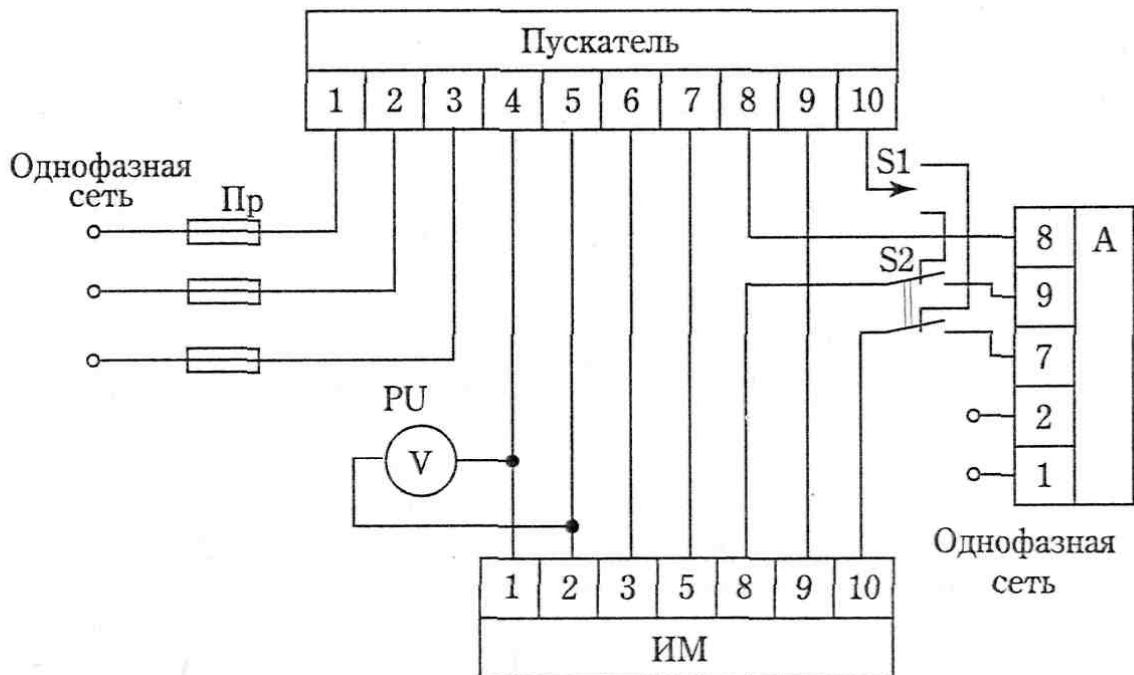 Пускатель
1 2 3 4 5 6 7 8 9 10
Однофазная
сеть
Пр
S1
S2
8 А
9
7
2
1
PU
V
Однофазная
сеть
1 2 3 5 8 9 10
ИМ